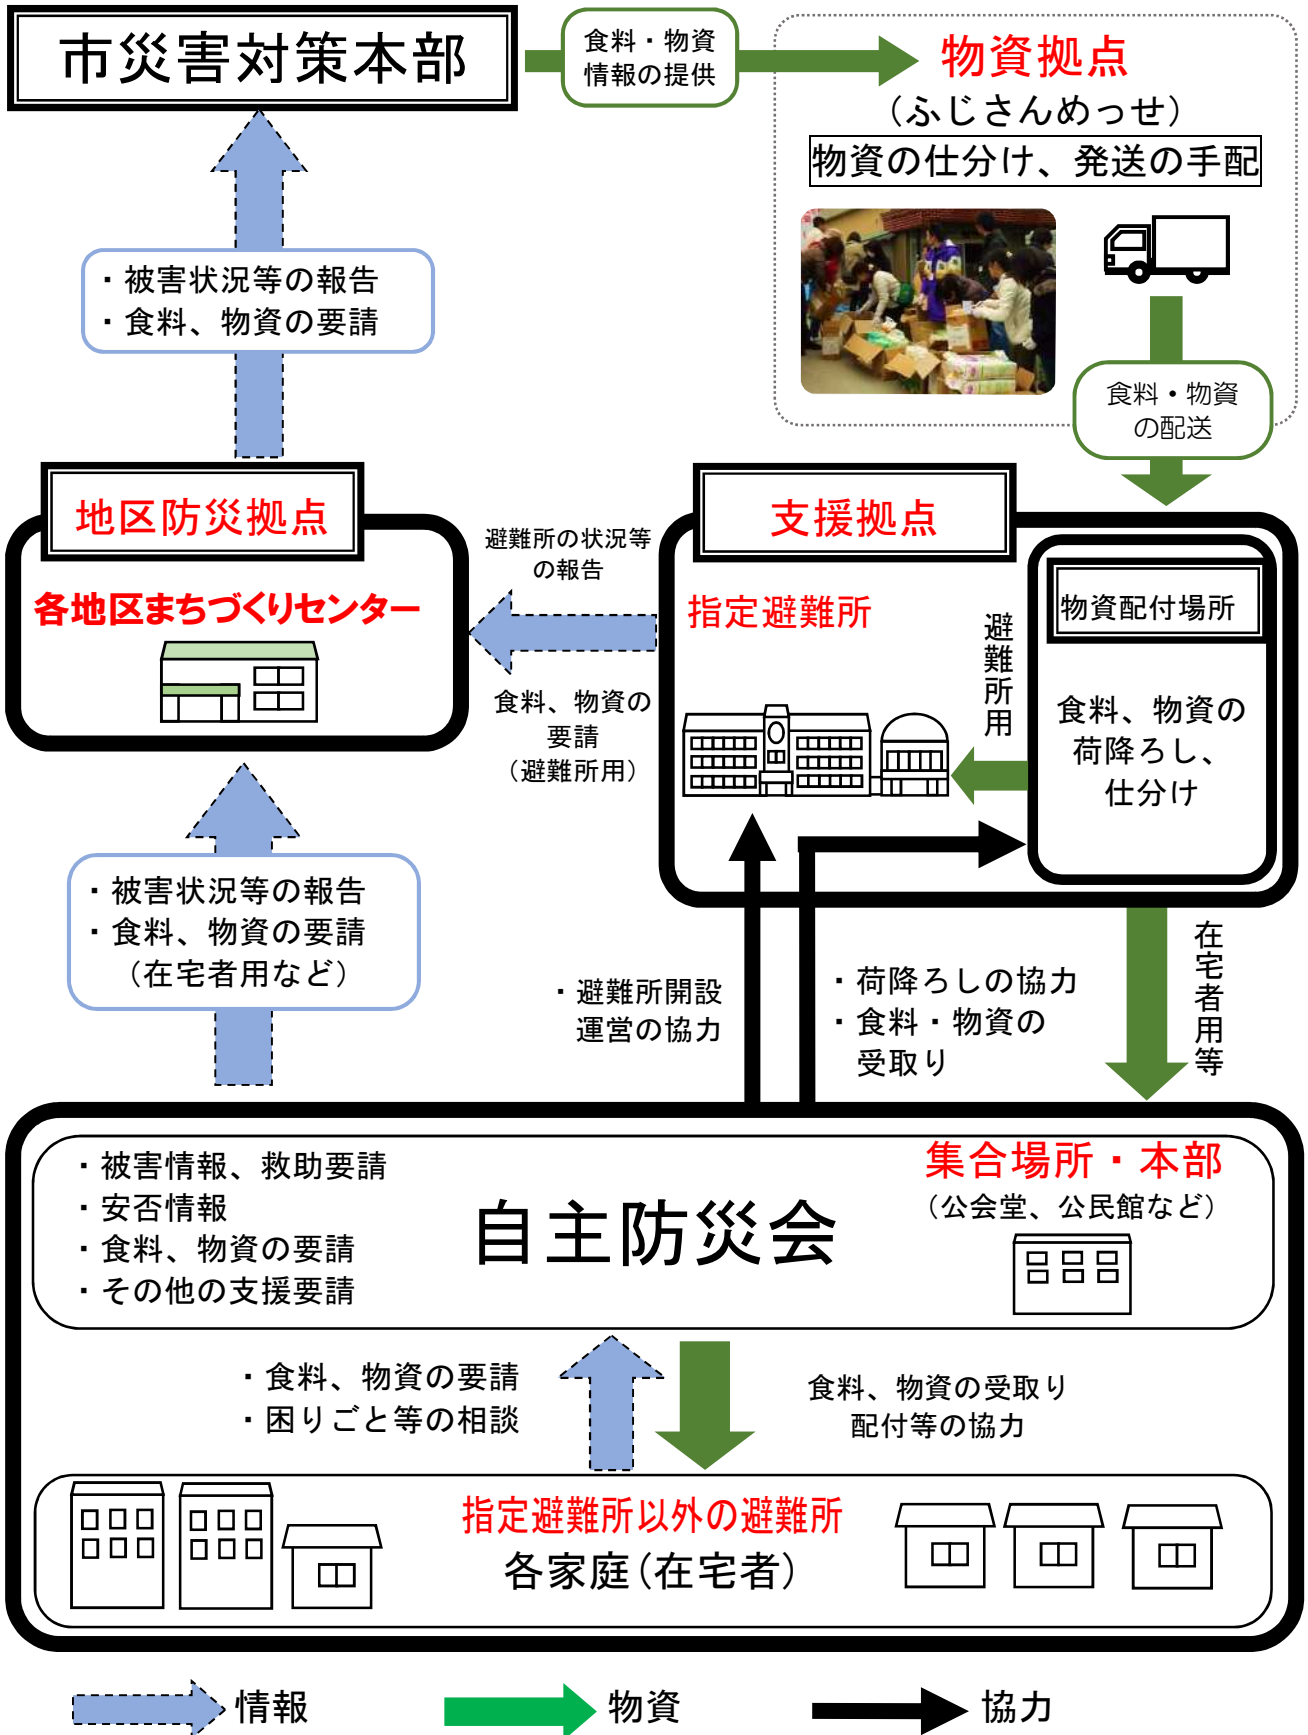 市災害対策本部
食料・物資
情報の提供
物資拠点
（ふじさんめっせ）
物資の仕分け、発送の手配
・被害状況等の報告
・食料、物資の要請
食料・物資
の配送
地区防災拠点
各地区まちづくりセンター
避難所の状況等
の報告
食料、物資の
要請
（避難所用）
支援拠点
指定避難所
避難所用
物資配付場所
食料、物資の
荷降ろし、
仕分け
・被害状況等の報告
・食料、物資の要請
（在宅者用など）
・避難所開設
運営の協力
・荷降ろしの協力
・食料・物資の
受取り
在宅者用等
・被害情報、救助要請
・安否情報
・食料、物資の要請
・その他の支援要請
自主防災会
集合場所・本部
（公会堂、公民館など）
・食料、物資の要請
・困りごと等の相談
食料、物資の受取り
配付等の協力
指定避難所以外の避難所
各家庭(在宅者)
情報
物資
協力